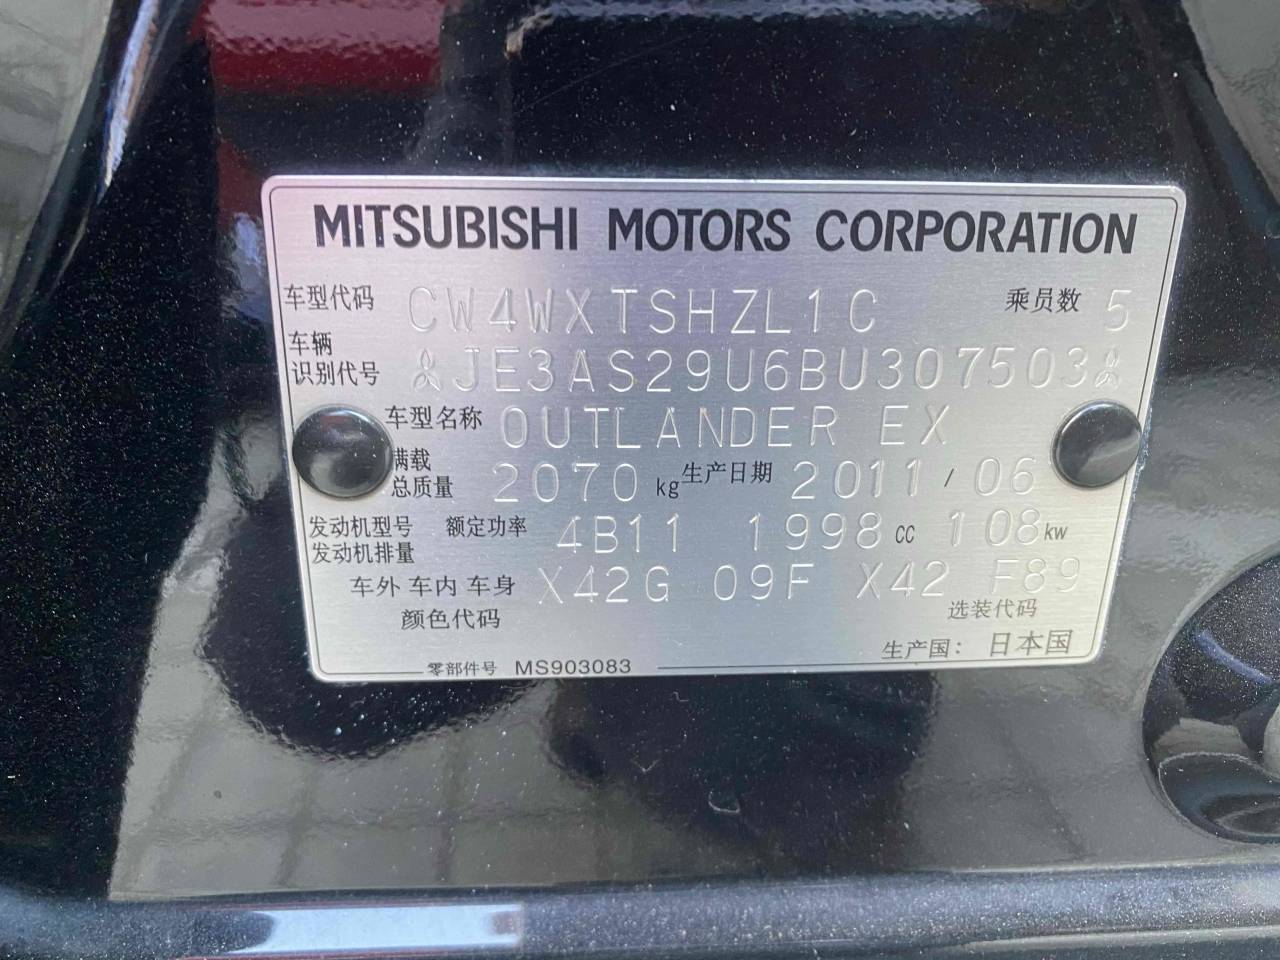 MITSUBISHI MOTORS CORPORATION
车型代码 CW4WXTSHZL1C 乘员数 5
车辆
识别代号 JE3AS29U6BU307503
车型名称 OUTLANDER EX
满载
总质量 2070 kg 生产日期 2011/06
发动机型号 额定功率 4B11 1998 cc 108 kw
发动机排量
车外 车内 车身 X42G 09F X42 F89
颜色代码 选装代码
生产国：日本国
零部件号 MS903083